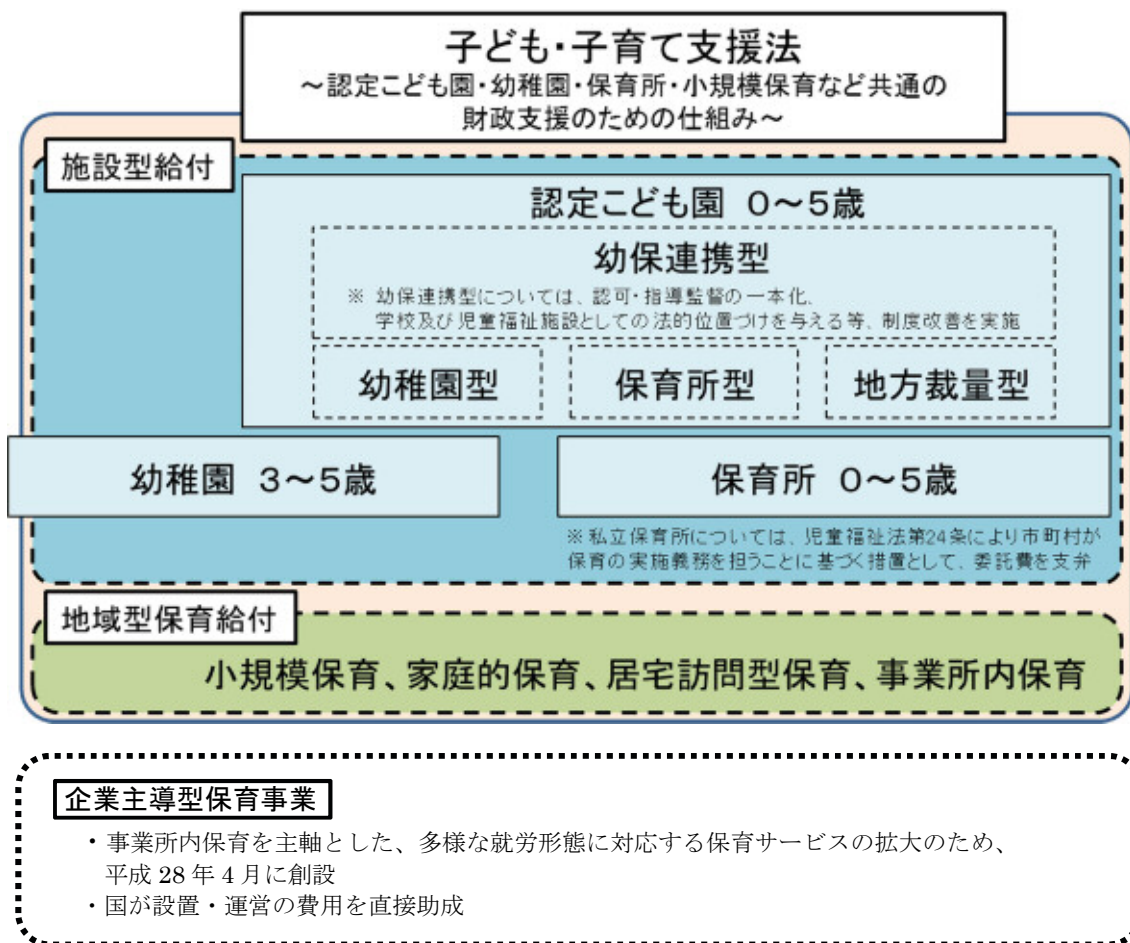 子ども・子育て支援法
～認定こども園・幼稚園・保育所・小規模保育など共通の
財政支援のための仕組み～
施設型給付
認定こども園 0～5歳
幼保連携型
※ 幼保連携型については、認可・指導監督の一本化、
学校及び児童福祉施設としての法的位置づけを与える等、制度改善を実施
幼稚園型
保育所型
地方裁量型
幼稚園 3～5歳
保育所 0～5歳
※私立保育所については、児童福祉法第24条により市町村が
保育の実施義務を担うことに基づく措置として、委託費を支弁
地域型保育給付
小規模保育、家庭的保育、居宅訪問型保育、事業所内保育
企業主導型保育事業
・事業所内保育を主軸とした、多様な就労形態に対応する保育サービスの拡大のため、
平成 28 年 4 月に創設
・国が設置・運営の費用を直接助成